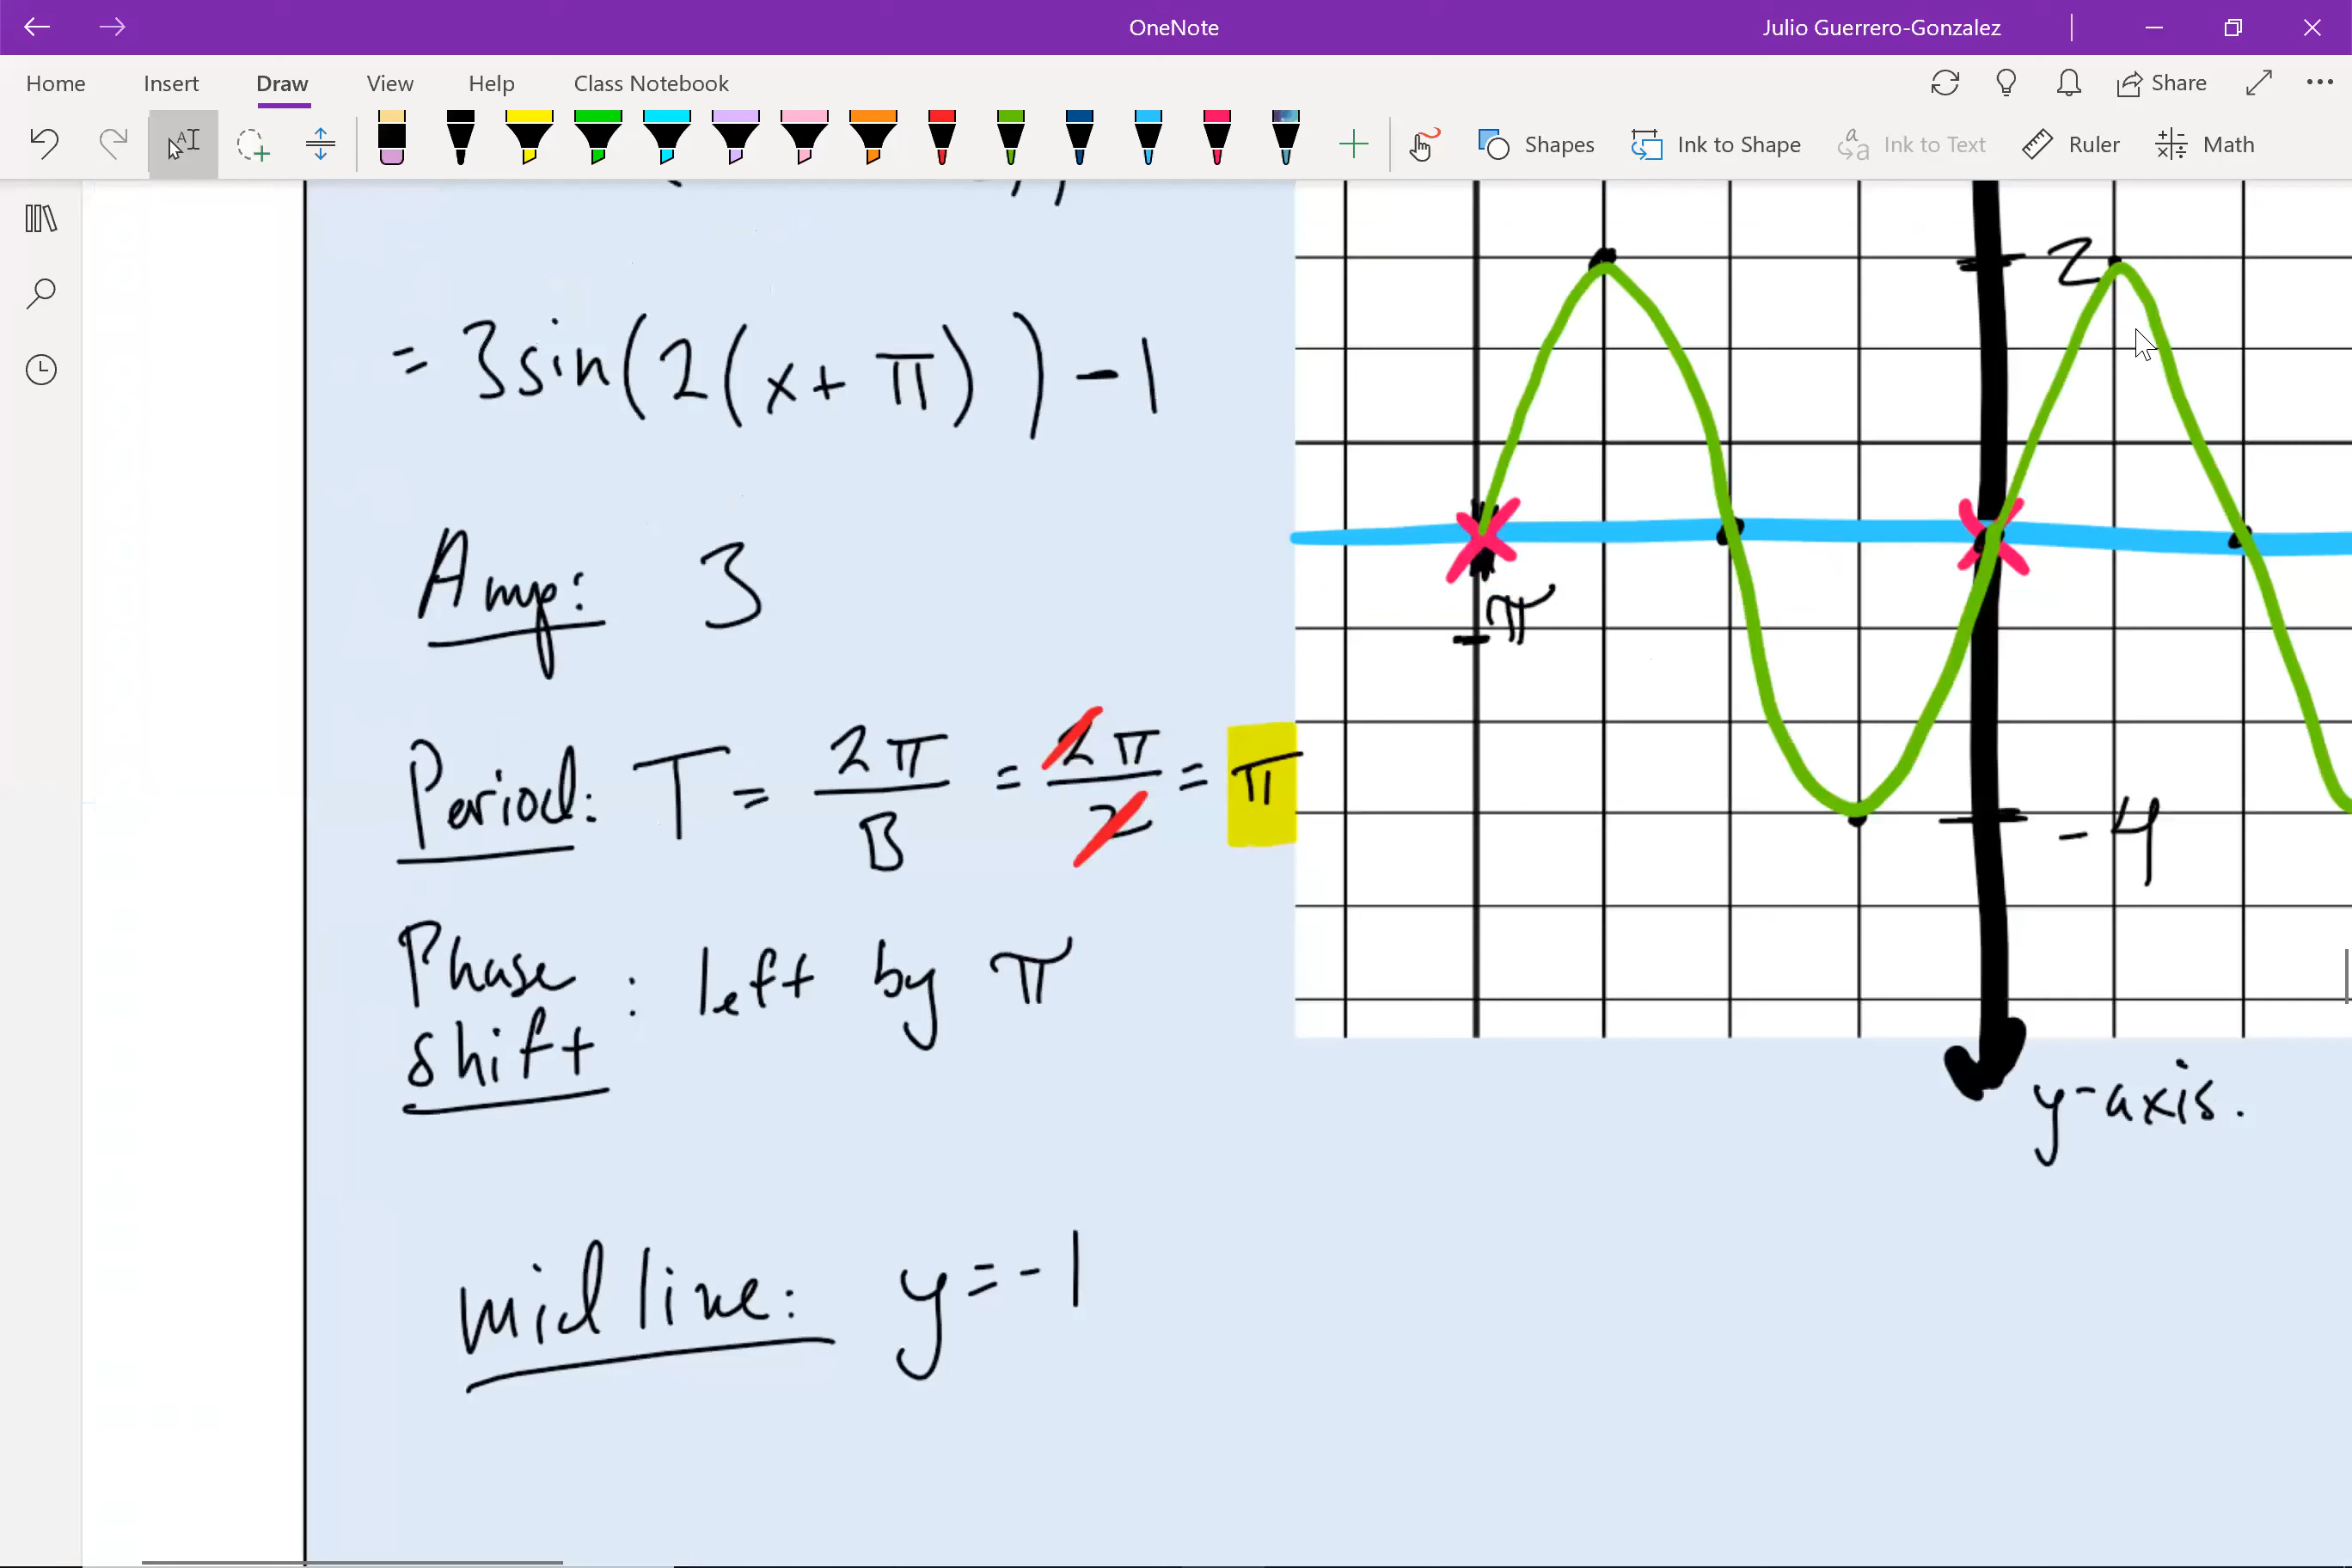 OneNote
Julio Guerrero-Gonzalez
Home Insert Draw View Help Class Notebook
Share
Shapes Ink to Shape Ink to Text Ruler Math
= 3sin(2(x+π))-1
Amp: 3
Period: T = 2π/B = 2π/2 = π
Phase shift : left by π
midline: y=-1
2
-π
-4
y-axis.